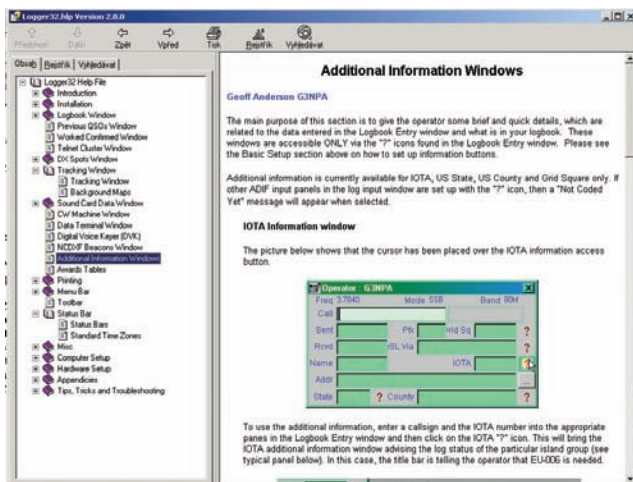 Logger32.hlp Version 2.8.0
Předchozí Další Zpět Vpřed Tisk Rejstřík Vyhledávat
Obsah Rejstřík Vyhledávat
Logger32 Help File
Introduction
Installation
Logbook Window
Previous QSOs Window
Worked Confirmed Window
Telnet Cluster Window
DX Spots Window
Tracking Window
Tracking Window
Background Maps
Sound Card Data Window
CW Machine Window
Data Terminal Window
Digital Voice Keyer (DVK)
NCDXF Beacons Window
Additional Information Windows
Awards Tables
Printing
Menu Bar
Toolbar
Status Bar
Status Bars
Standard Time Zones
Misc
Computer Setup
Hardware Setup
Appendicies
Tips, Tricks and Troubleshooting
Additional Information Windows
Geoff Anderson G3NPA
The main purpose of this section is to give the operator some brief and quick details, which are
related to the data entered in the Logbook Entry window and what is in your logbook. These
windows are accessible ONLY via the "?" icons found in the Logbook Entry window. Please see
the Basic Setup section above on how to set up information buttons.
Additional information is currently available for IOTA, US State, US County and Grid Square only. If
other ADIF input panels in the log input window are set up with the "?" icon, then a "Not Coded
Yet" message will appear when selected.
IOTA Information window
The picture below shows that the cursor has been placed over the IOTA information access
button.
Operator : G3NPA
Freq 3.7840 Mode SSB Band 80M
Call
Sent Pfx rid Sq ?
Rcvd SL Via ?
Name IOTA ?
Addr ...
State ? County ?
To use the additional information, enter a callsign and the IOTA number into the appropriate
panes in the Logbook Entry window and then click on the IOTA "?" icon. This will bring the
IOTA additional information window advising the log status of the particular island group (see
typical panel below). In this case, the title bar is telling the operator that EU-006 is needed.